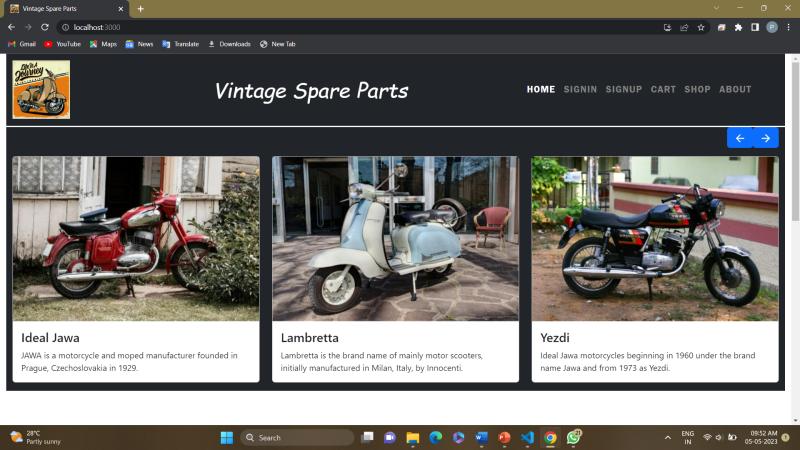 Vintage Spare Parts
localhost:3000
Gmail YouTube Maps News Translate Downloads New Tab
Life is A Journey
Vintage Spare Parts
HOME SIGNIN SIGNUP CART SHOP ABOUT
Ideal Jawa
JAWA is a motorcycle and moped manufacturer founded in
Prague, Czechoslovakia in 1929.
Lambretta
Lambretta is the brand name of mainly motor scooters,
initially manufactured in Milan, Italy, by Innocenti.
Yezdi
Ideal Jawa motorcycles beginning in 1960 under the brand
name Jawa and from 1973 as Yezdi.
28°C
Partly sunny
Search
ENG
IN
09:52 AM
05-05-2023